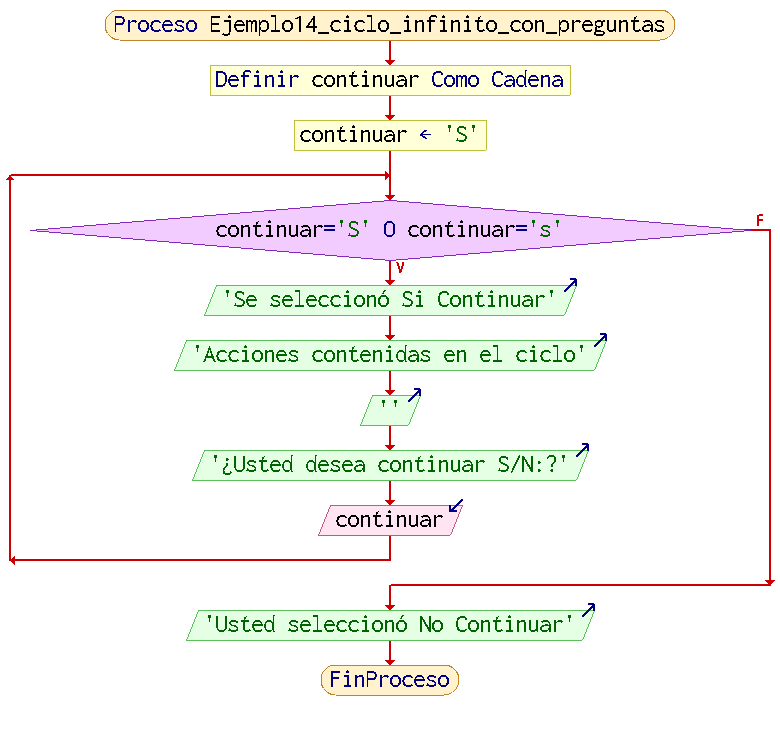 Proceso Ejemplo14_ciclo_infinito_con_preguntas
Definir continuar Como Cadena
continuar ← 'S'
continuar='S' O continuar='s'
F
V
'Se seleccionó Si Continuar'
'Acciones contenidas en el ciclo'
''
'¿Usted desea continuar S/N:?'
continuar
'Usted seleccionó No Continuar'
FinProceso